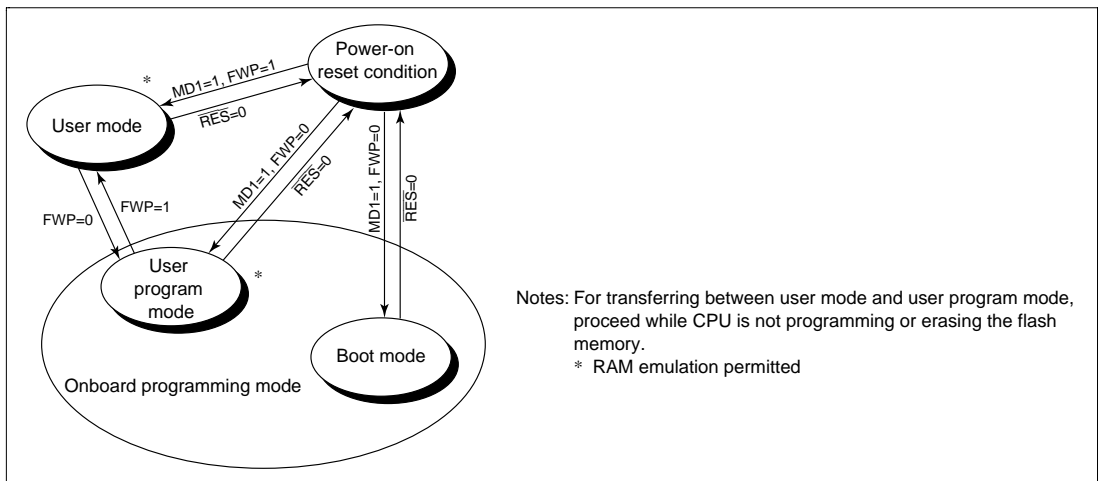 Power-on
reset condition
*
MD1=1, FWP=1
RES=0
User mode
MD1=1, FWP=0
RES=0
MD1=1, FWP=0
RES=0
FWP=0
FWP=1
User
program
mode
*
Boot mode
Onboard programming mode
Notes: For transferring between user mode and user program mode,
proceed while CPU is not programming or erasing the flash
memory.
* RAM emulation permitted